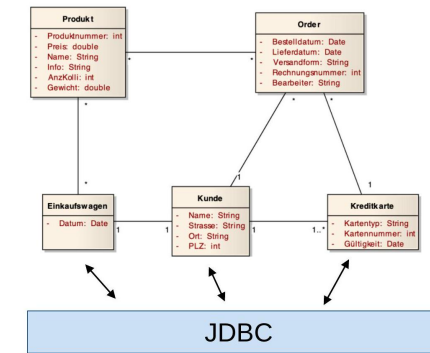 Produkt
- Produktnummer: int
- Preis: double
- Name: String
- Info: String
- AnzKolli: int
- Gewicht: double
Order
- Bestelldatum: Date
- Lieferdatum: Date
- Versandform: String
- Rechnungsnummer: int
- Bearbeiter: String
*
*
*
*
*
*
1
1
Einkaufswagen
- Datum: Date
1
1
Kunde
- Name: String
- Strasse: String
- Ort: String
- PLZ: int
1
1..*
Kreditkarte
- Kartentyp: String
- Kartennummer: int
- Gültigkeit: Date
JDBC